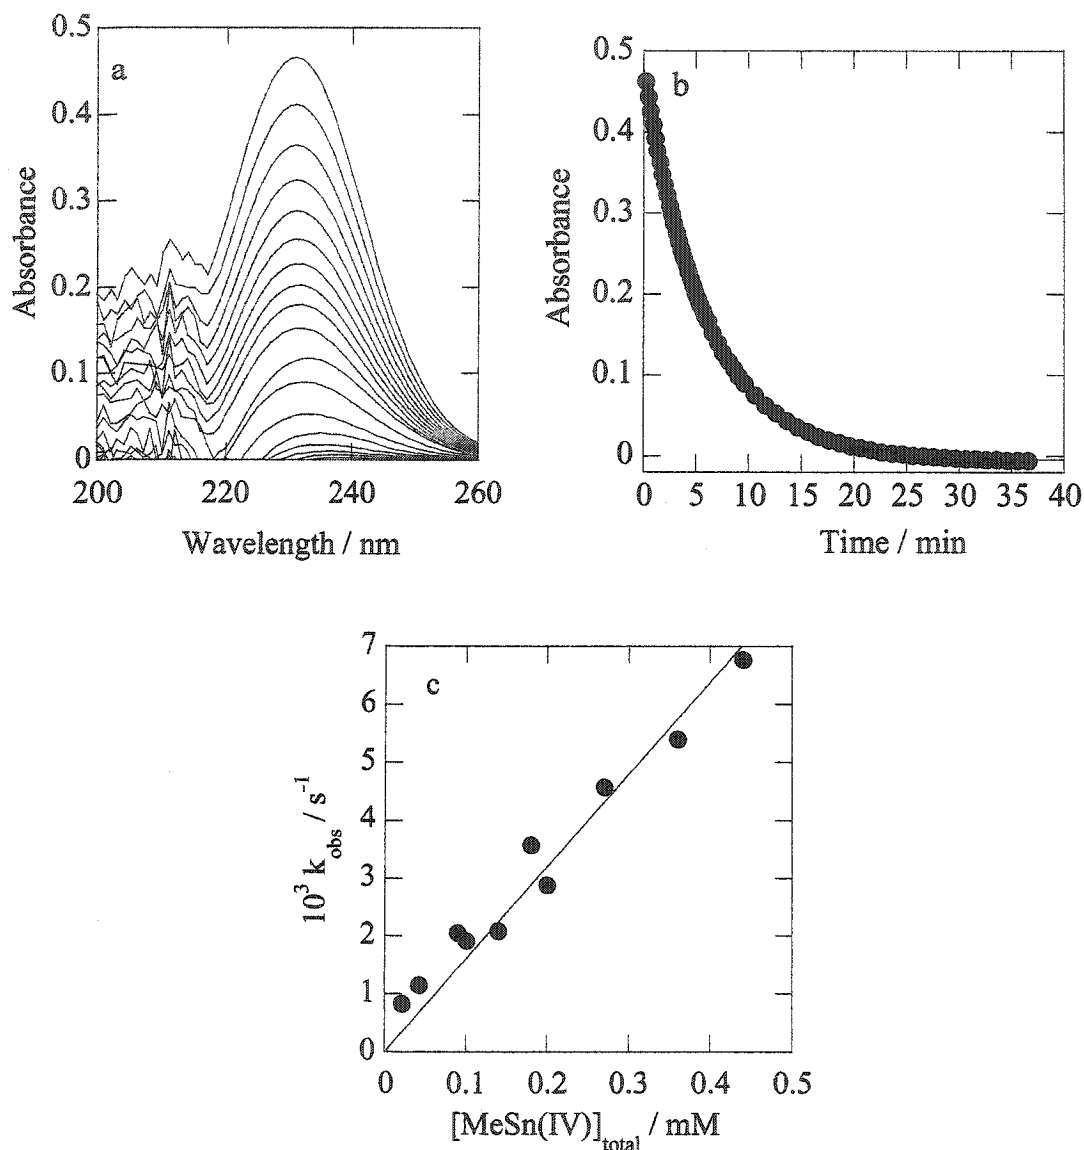 a
0.5
0.4
0.3
0.2
0.1
0
Absorbance
200 220 240 260
Wavelength / nm
b
0.5
0.4
0.3
0.2
0.1
0
Absorbance
0 5 10 15 20 25 30 35 40
Time / min
c
7
6
5
4
3
2
1
0
10³ k_obs / s⁻¹
0 0.1 0.2 0.3 0.4 0.5
[MeSn(IV)]_total / mM